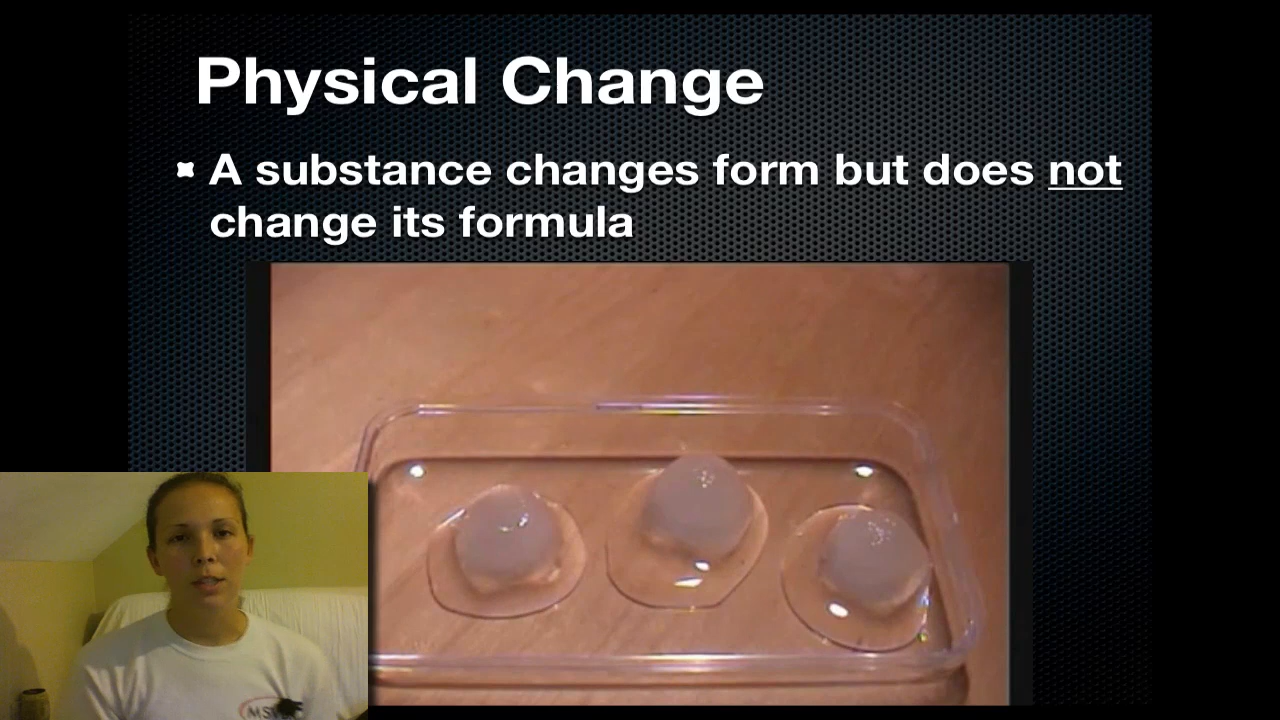 Physical Change
A substance changes form but does not
change its formula